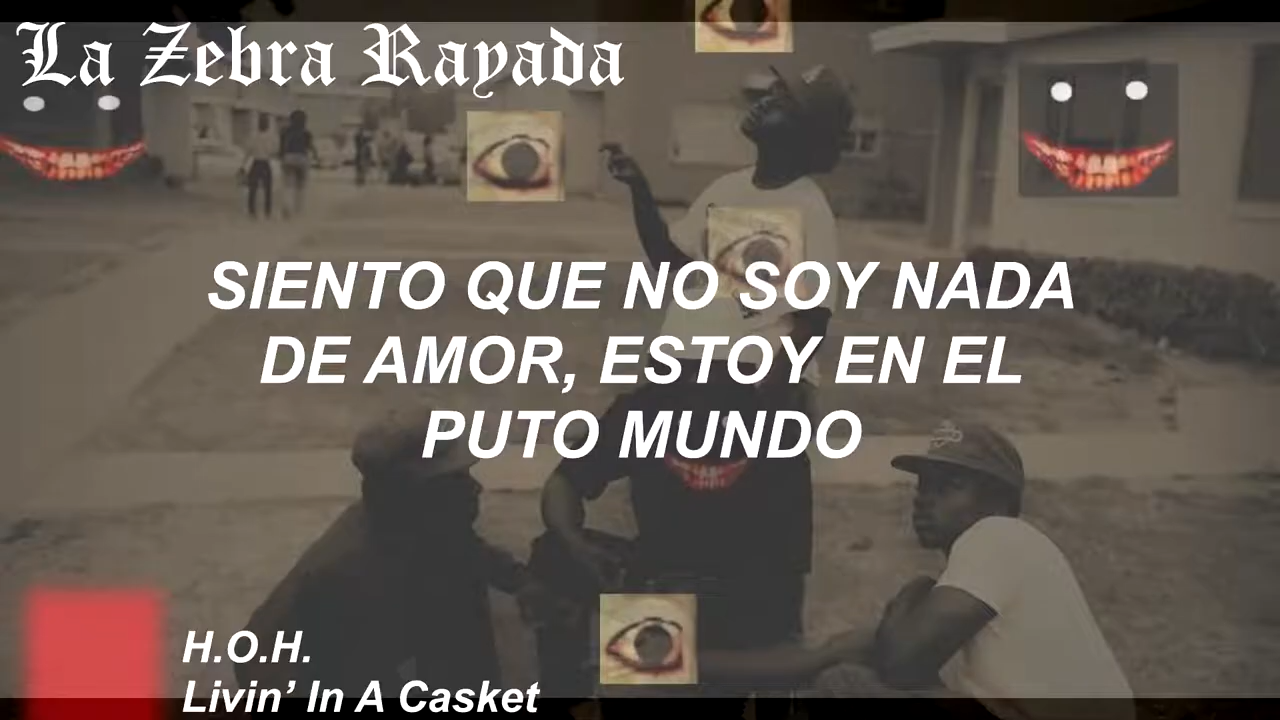 La Zebra Rayada
SIENTO QUE NO SOY NADA
DE AMOR, ESTOY EN EL
PUTO MUNDO
H.O.H.
Livin’ In A Casket